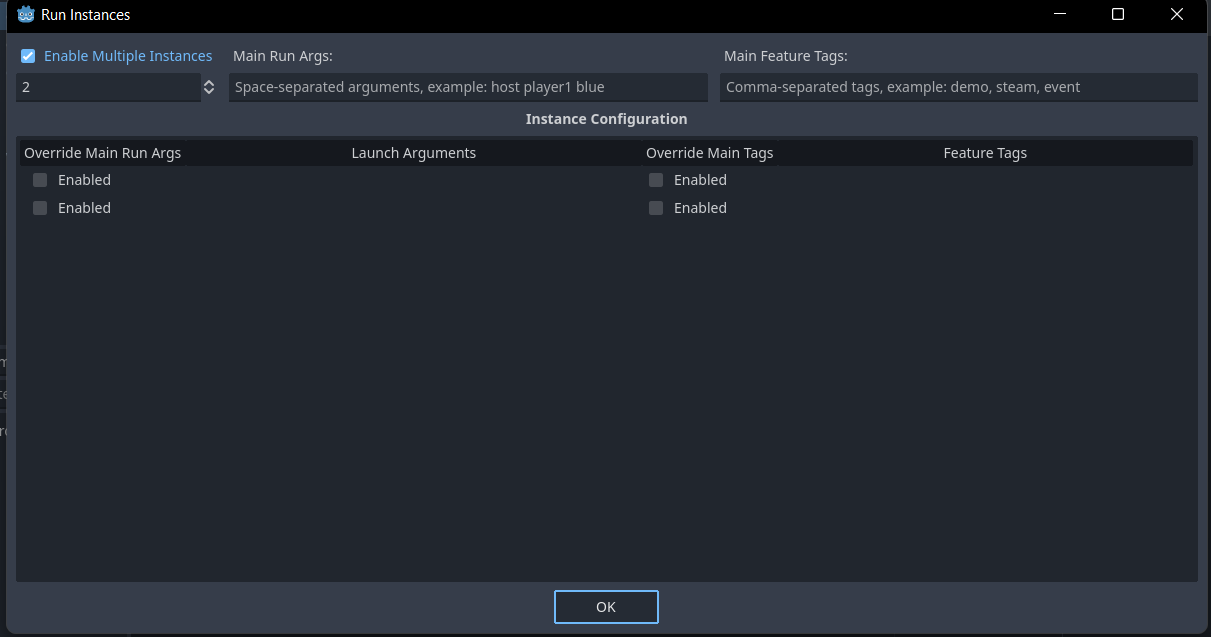 Run Instances
Enable Multiple Instances Main Run Args: Main Feature Tags:
2 Space-separated arguments, example: host player1 blue Comma-separated tags, example: demo, steam, event
Instance Configuration
Override Main Run Args Launch Arguments Override Main Tags Feature Tags
Enabled Enabled
Enabled Enabled
OK